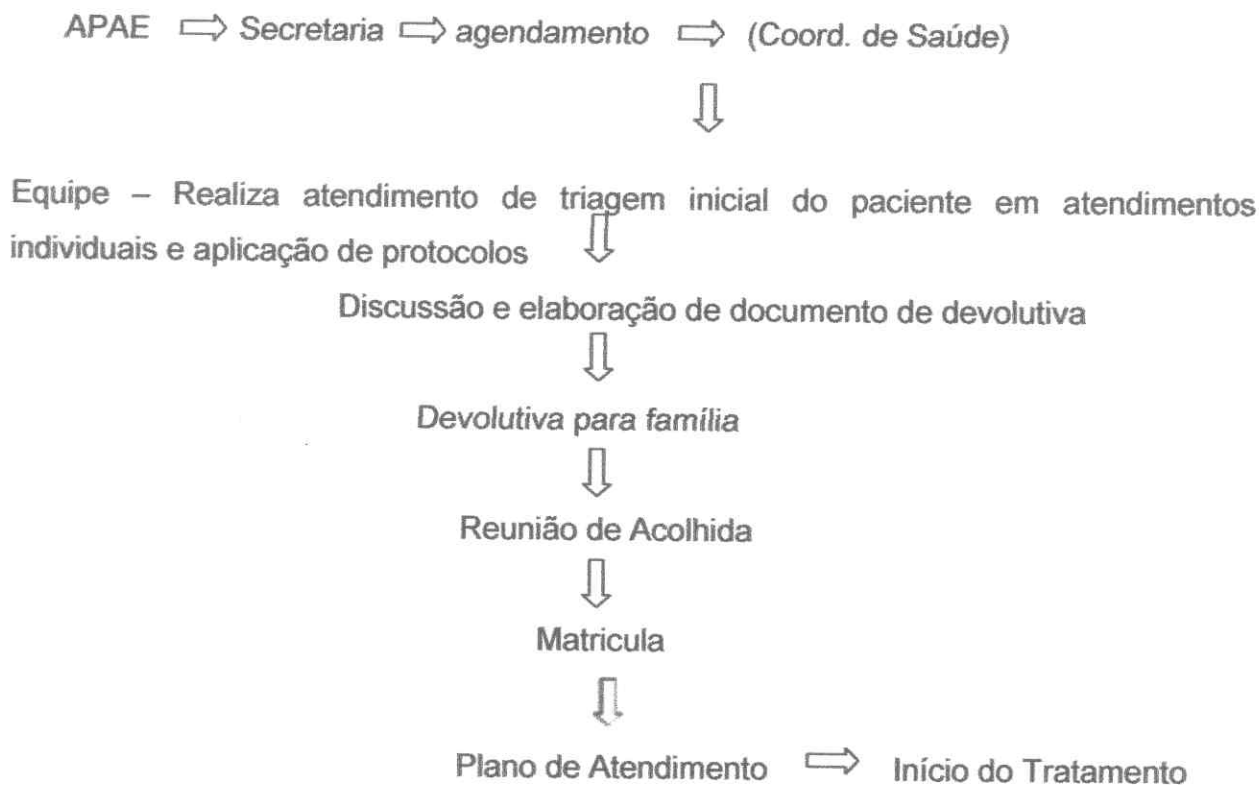 APAE ⇨ Secretaria ⇨ agendamento ⇨ (Coord. de Saúde)
Equipe – Realiza atendimento de triagem inicial do paciente em atendimentos
individuais e aplicação de protocolos
Discussão e elaboração de documento de devolutiva
Devolutiva para família
Reunião de Acolhida
Matricula
Plano de Atendimento ⇨ Início do Tratamento